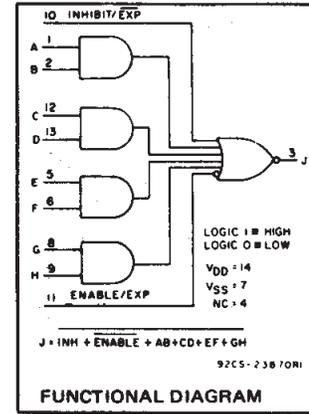 10 INHIBIT/EXP
A 1
B 2
C 12
D 13
3 J
E 5
F 6
G 8
H 9
LOGIC 1 ≡ HIGH
LOGIC 0 ≡ LOW
VDD = 14
VSS = 7
NC = 4
11 ENABLE/EXP
J = INH + ENABLE + AB + CD + EF + GH
92CS-23870RI
FUNCTIONAL DIAGRAM